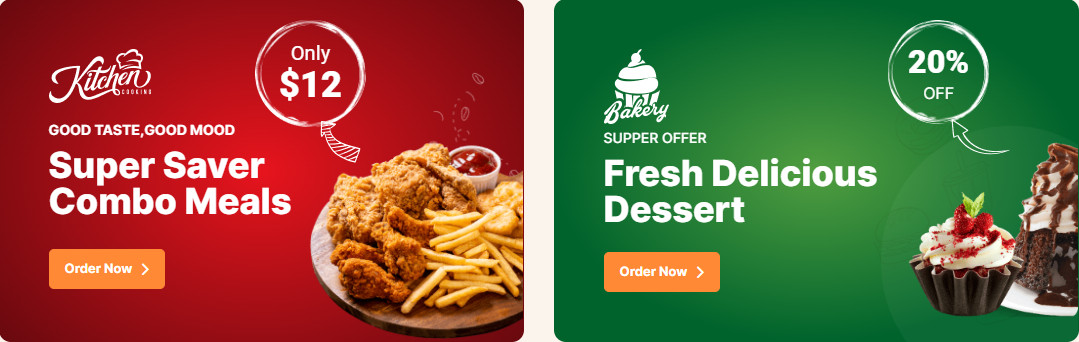 Kitchen
COOKING
Only
$12
GOOD TASTE,GOOD MOOD
Super Saver
Combo Meals
Order Now
Bakery
20%
OFF
SUPPER OFFER
Fresh Delicious
Dessert
Order Now